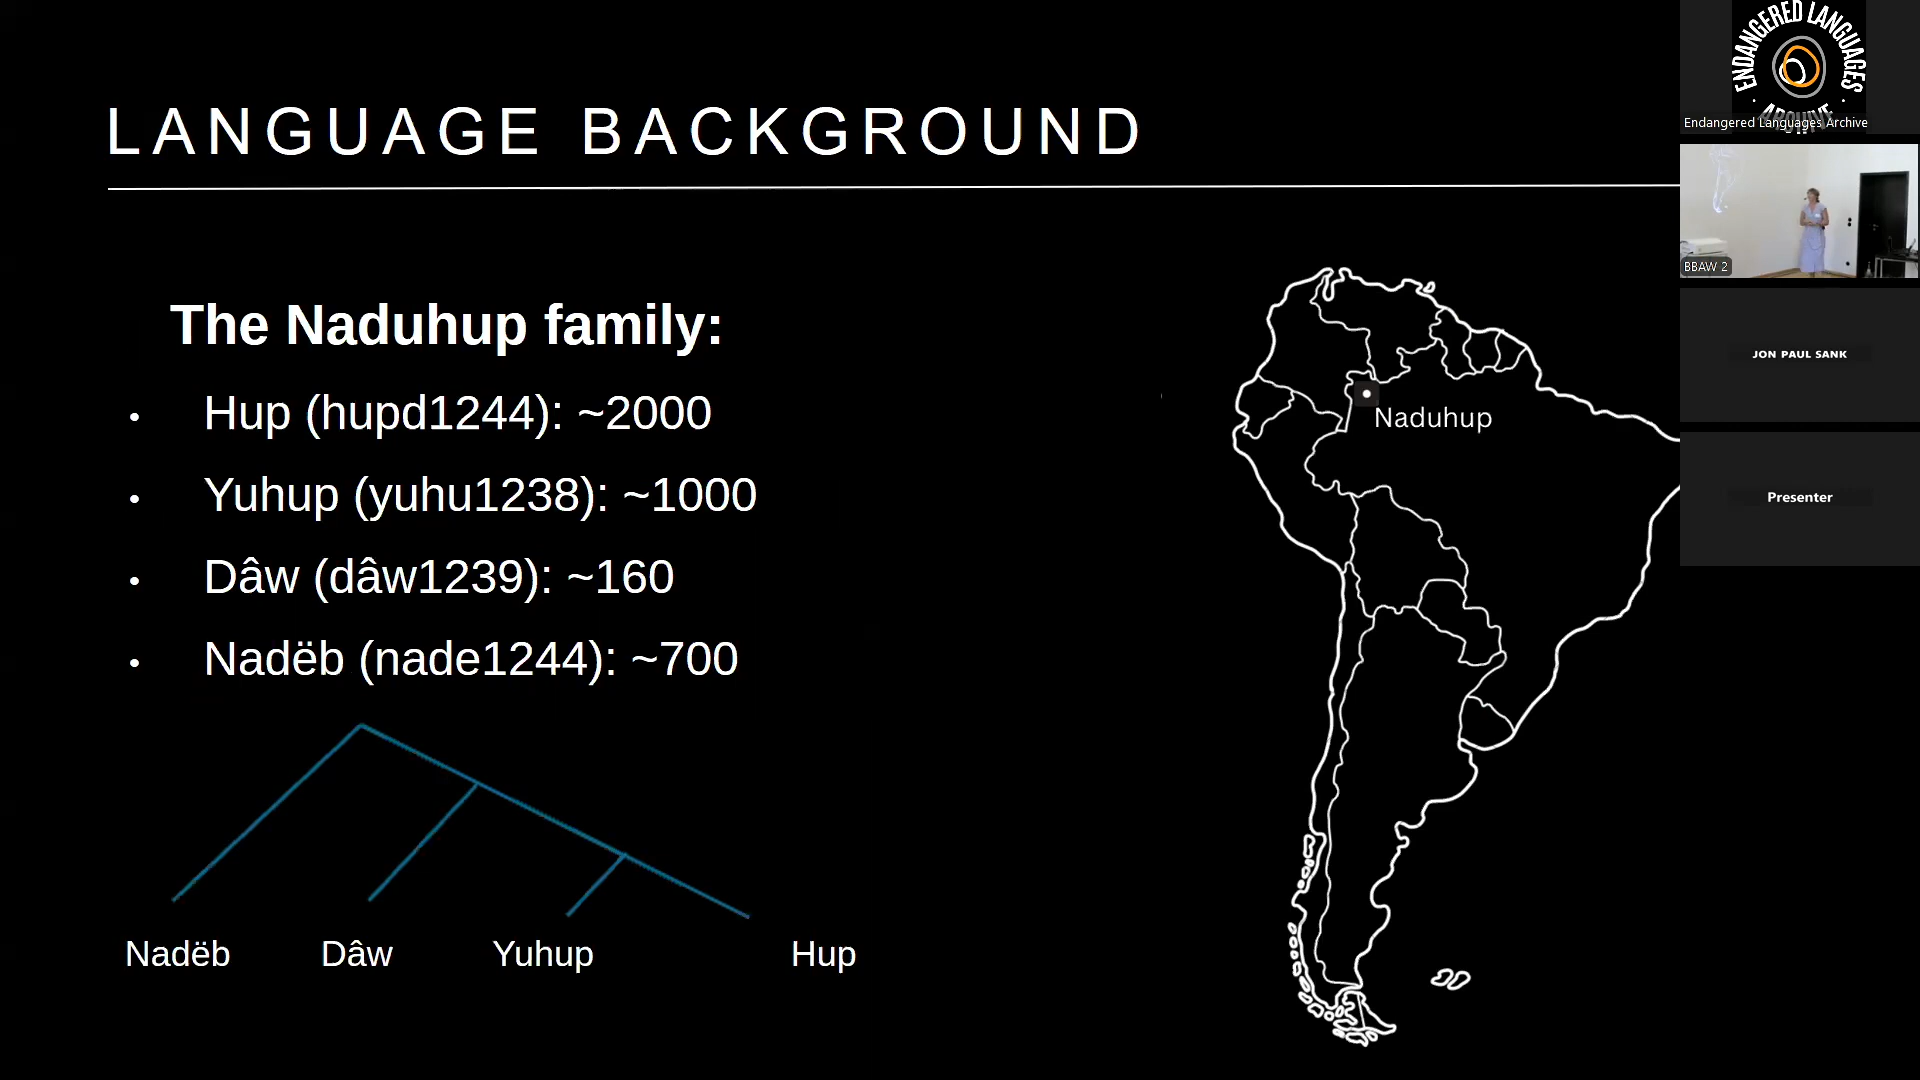 LANGUAGE BACKGROUND
The Naduhup family:
• Hup (hupd1244): ~2000
• Yuhup (yuhu1238): ~1000
• Dâw (dâw1239): ~160
• Nadëb (nade1244): ~700
Nadëb Dâw Yuhup Hup
Naduhup
ENDANGERED LANGUAGES ARCHIVE
Endangered Languages Archive
BBAW 2
JON PAUL SANK
Presenter